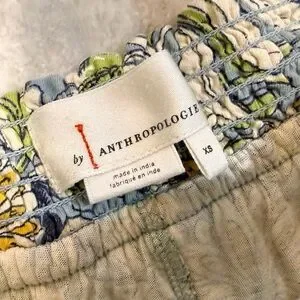 by ANTHROPOLOGIE
XS
made in india
fabriqué en inde